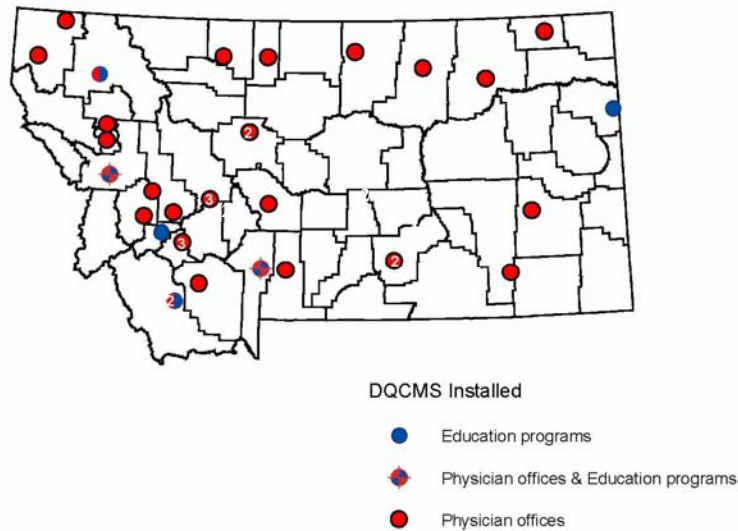 2
3
3
2
2
DQCMS Installed
Education programs
Physician offices & Education programs
Physician offices